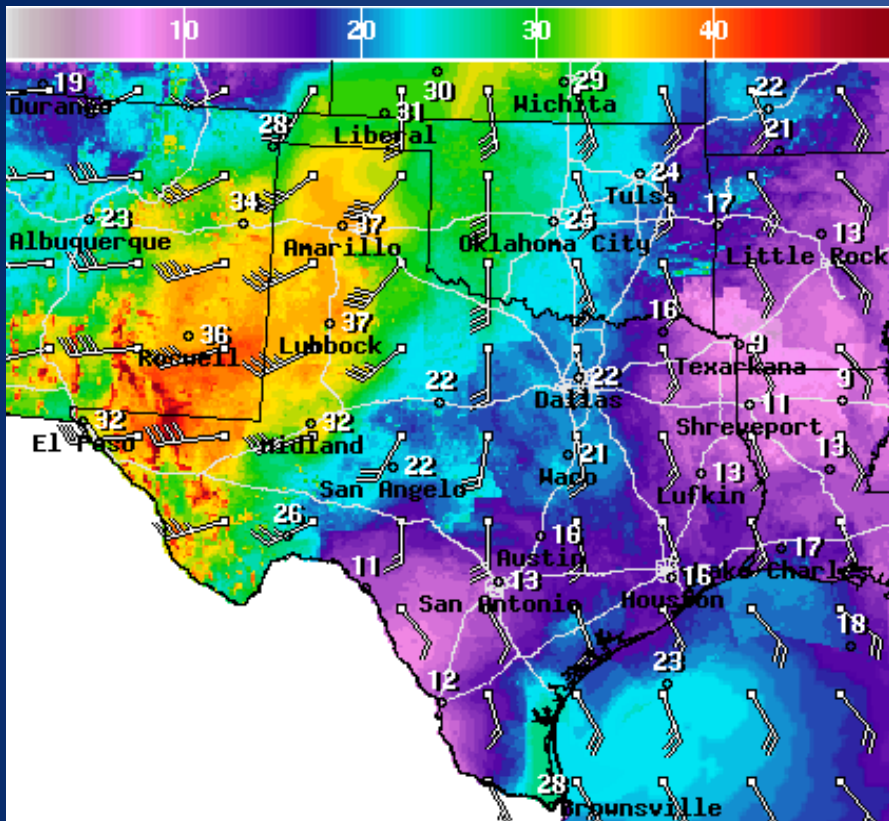 10 20 30 40
19 30 29 22
Durango Wichita
31
28 Liberal 21
24
Tulsa
23 34 37 25 17 13
Albuquerque Amarillo Oklahoma City Little Rock
36 37 16
Roswell Lubbock 9
Texarkana
22 22 9
Dallas 11
32 32 Shreveport
El Paso Midland
22 21 13 13
San Angelo Waco Lufkin
26 16 17
Austin Lake Charles
11 13 16
San Antonio Houston
18
12 23
28
Brownsville